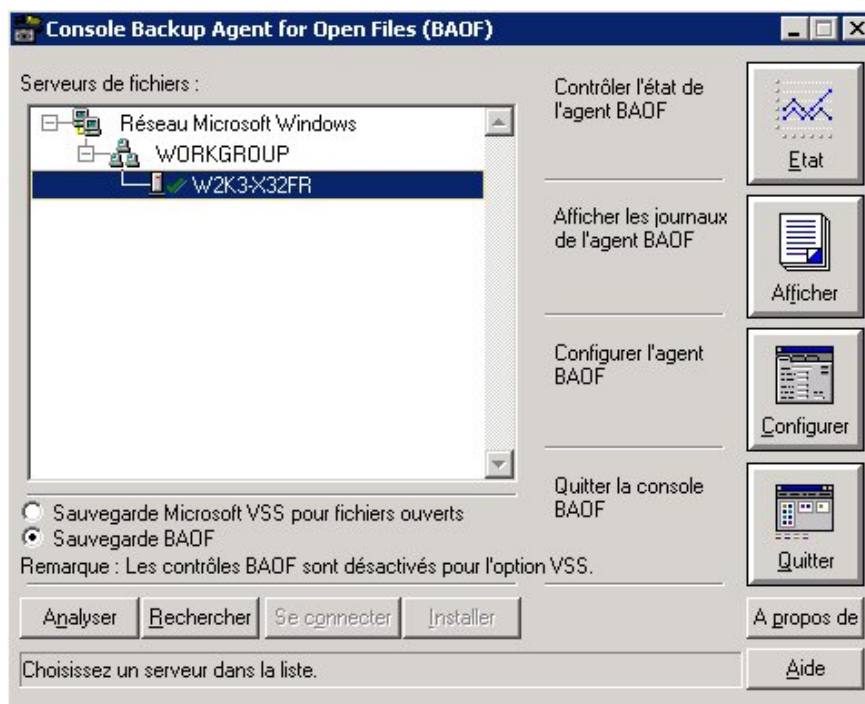 Console Backup Agent for Open Files (BAOF)
Serveurs de fichiers :
Réseau Microsoft Windows
WORKGROUP
W2K3-X32FR
Contrôler l'état de
l'agent BAOF
Etat
Afficher les journaux
de l'agent BAOF
Afficher
Configurer l'agent
BAOF
Configurer
Quitter la console
BAOF
Quitter
Sauvegarde Microsoft VSS pour fichiers ouverts
Sauvegarde BAOF
Remarque : Les contrôles BAOF sont désactivés pour l'option VSS.
Analyser
Rechercher
Se connecter
Installer
A propos de
Choisissez un serveur dans la liste.
Aide